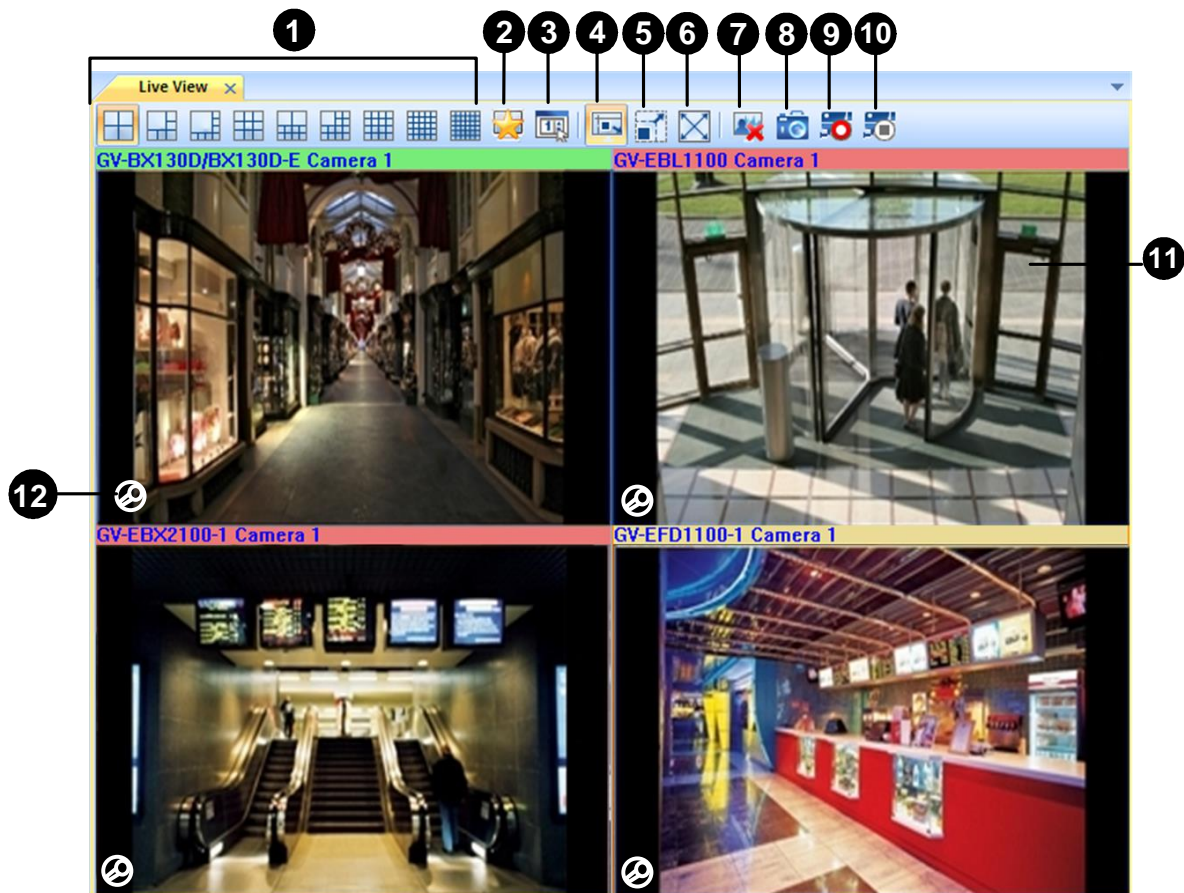 1
2 3 4 5 6 7 8 9 10
Live View
GV-BX130D/BX130D-E Camera 1
GV-EBL1100 Camera 1
11
12
GV-EBX2100-1 Camera 1
GV-EFD1100-1 Camera 1